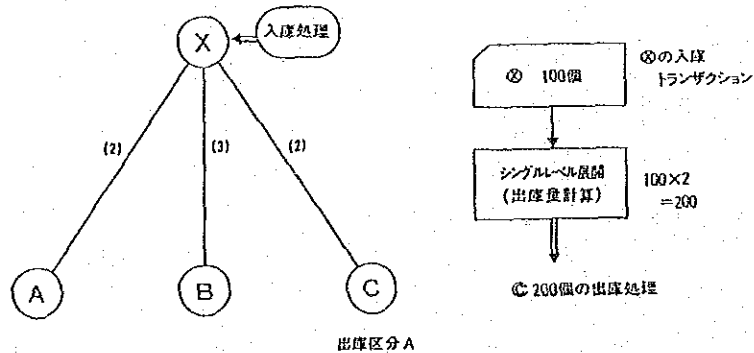 X
入庫処理
(2)
(3)
(2)
A
B
C
出庫区分A
Ⓧ 100個
Ⓧの入庫
トランザクション
シングルレベル展開
(出庫量計算)
100×2
=200
Ⓒ 200個の出庫処理